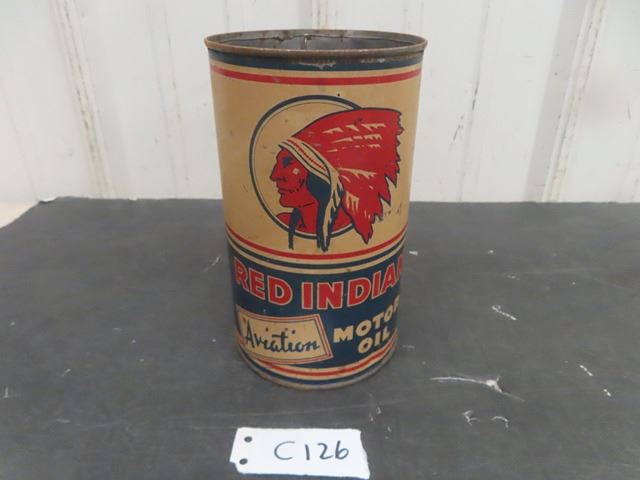 RED INDIAN
"Aviation"
MOTOR
OIL
C126